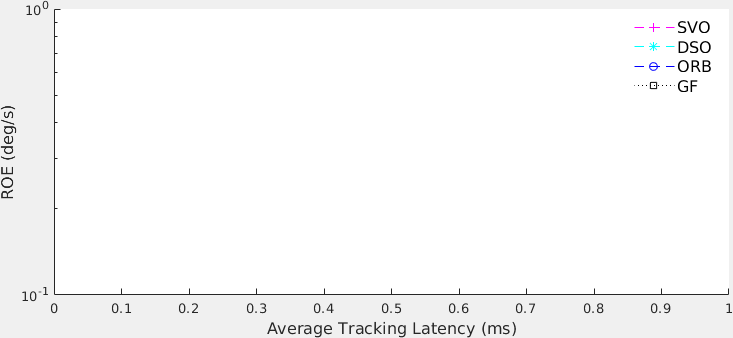 10^0
SVO
DSO
ORB
GF
ROE (deg/s)
10^-1
0 0.1 0.2 0.3 0.4 0.5 0.6 0.7 0.8 0.9 1
Average Tracking Latency (ms)